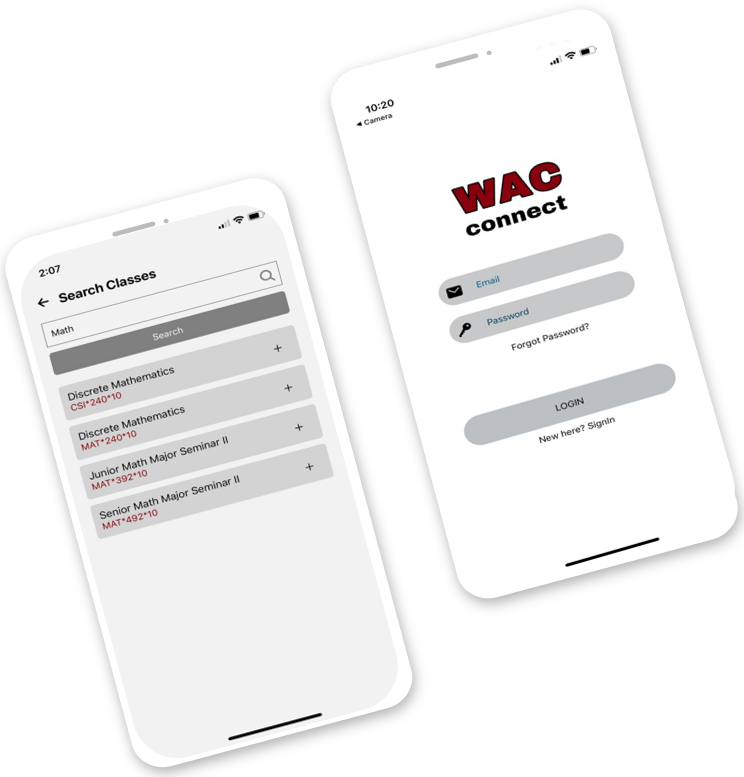 2:07
Search Classes
Math
Search
Discrete Mathematics
CSI*240*10
Discrete Mathematics
MAT*240*10
Junior Math Major Seminar II
MAT*392*10
Senior Math Major Seminar II
MAT*492*10
10:20
◀ Camera
WAC
connect
Email
Password
Forgot Password?
LOGIN
New here? SignIn